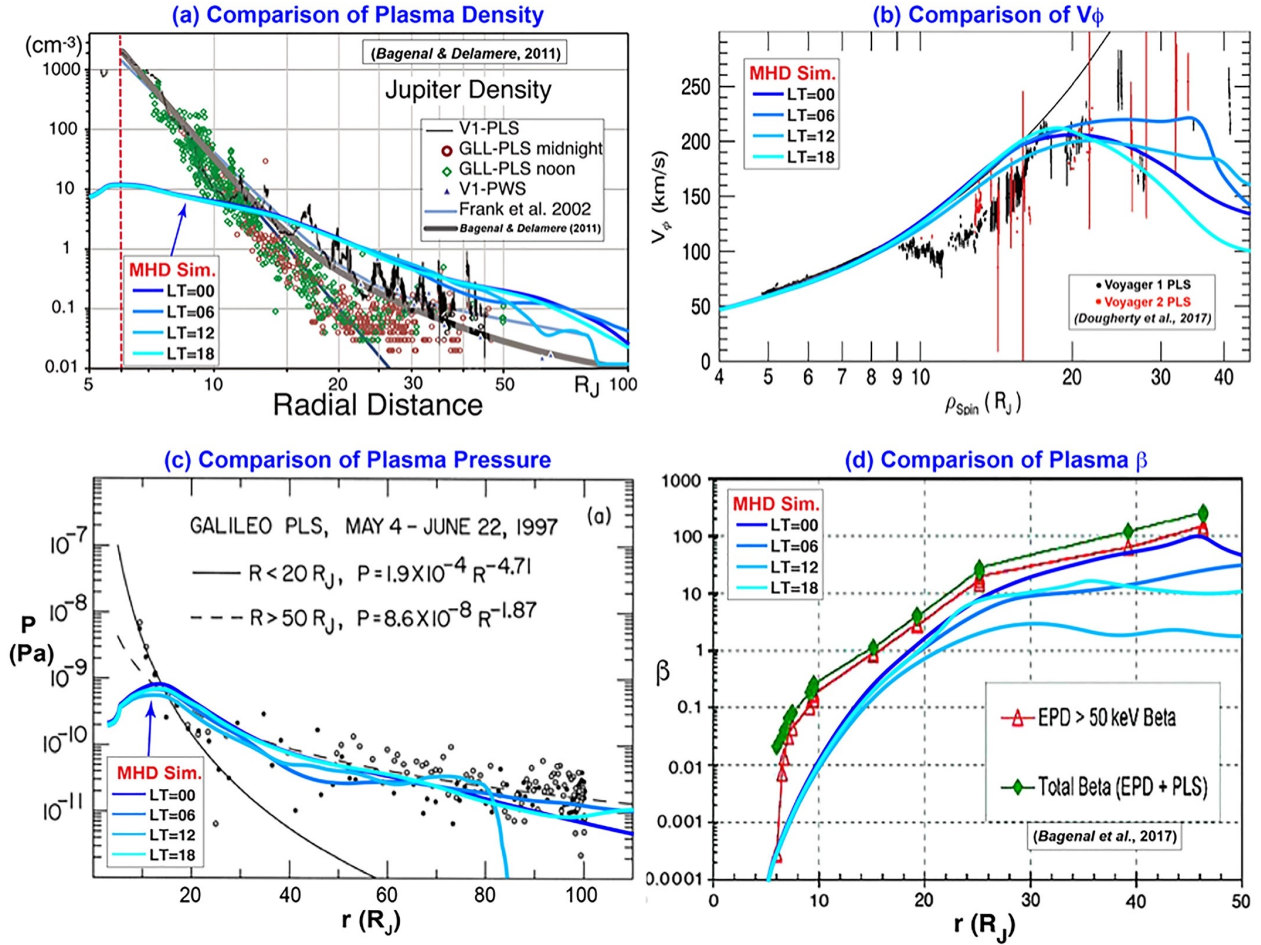 (a) Comparison of Plasma Density
(cm-3)
(Bagenal & Delamere, 2011)
Jupiter Density
V1-PLS
GLL-PLS midnight
GLL-PLS noon
V1-PWS
Frank et al. 2002
Bagenal & Delamere (2011)
MHD Sim.
LT=00
LT=06
LT=12
LT=18
1000
100
10
1
0.1
0.01
5 10 20 30 50 RJ 100
Radial Distance
(b) Comparison of Vϕ
MHD Sim.
LT=00
LT=06
LT=12
LT=18
Vφ (km/s)
250
200
150
100
50
0
• Voyager 1 PLS
• Voyager 2 PLS
(Dougherty et al., 2017)
4 5 6 7 8 9 10 20 30 40
ρSpin (RJ)
(c) Comparison of Plasma Pressure
(a)
GALILEO PLS, MAY 4 - JUNE 22, 1997
R < 20 RJ, P = 1.9X10-4 R-4.71
R > 50 RJ, P = 8.6X10-8 R-1.87
P
(Pa)
10-7
10-8
10-9
10-10
10-11
MHD Sim.
LT=00
LT=06
LT=12
LT=18
20 40 60 80 100
r (RJ)
(d) Comparison of Plasma β
MHD Sim.
LT=00
LT=06
LT=12
LT=18
β
1000
100
10
1
0.1
0.01
0.001
0.0001
EPD > 50 keV Beta
Total Beta (EPD + PLS)
(Bagenal et al., 2017)
0 10 20 30 40 50
r (RJ)